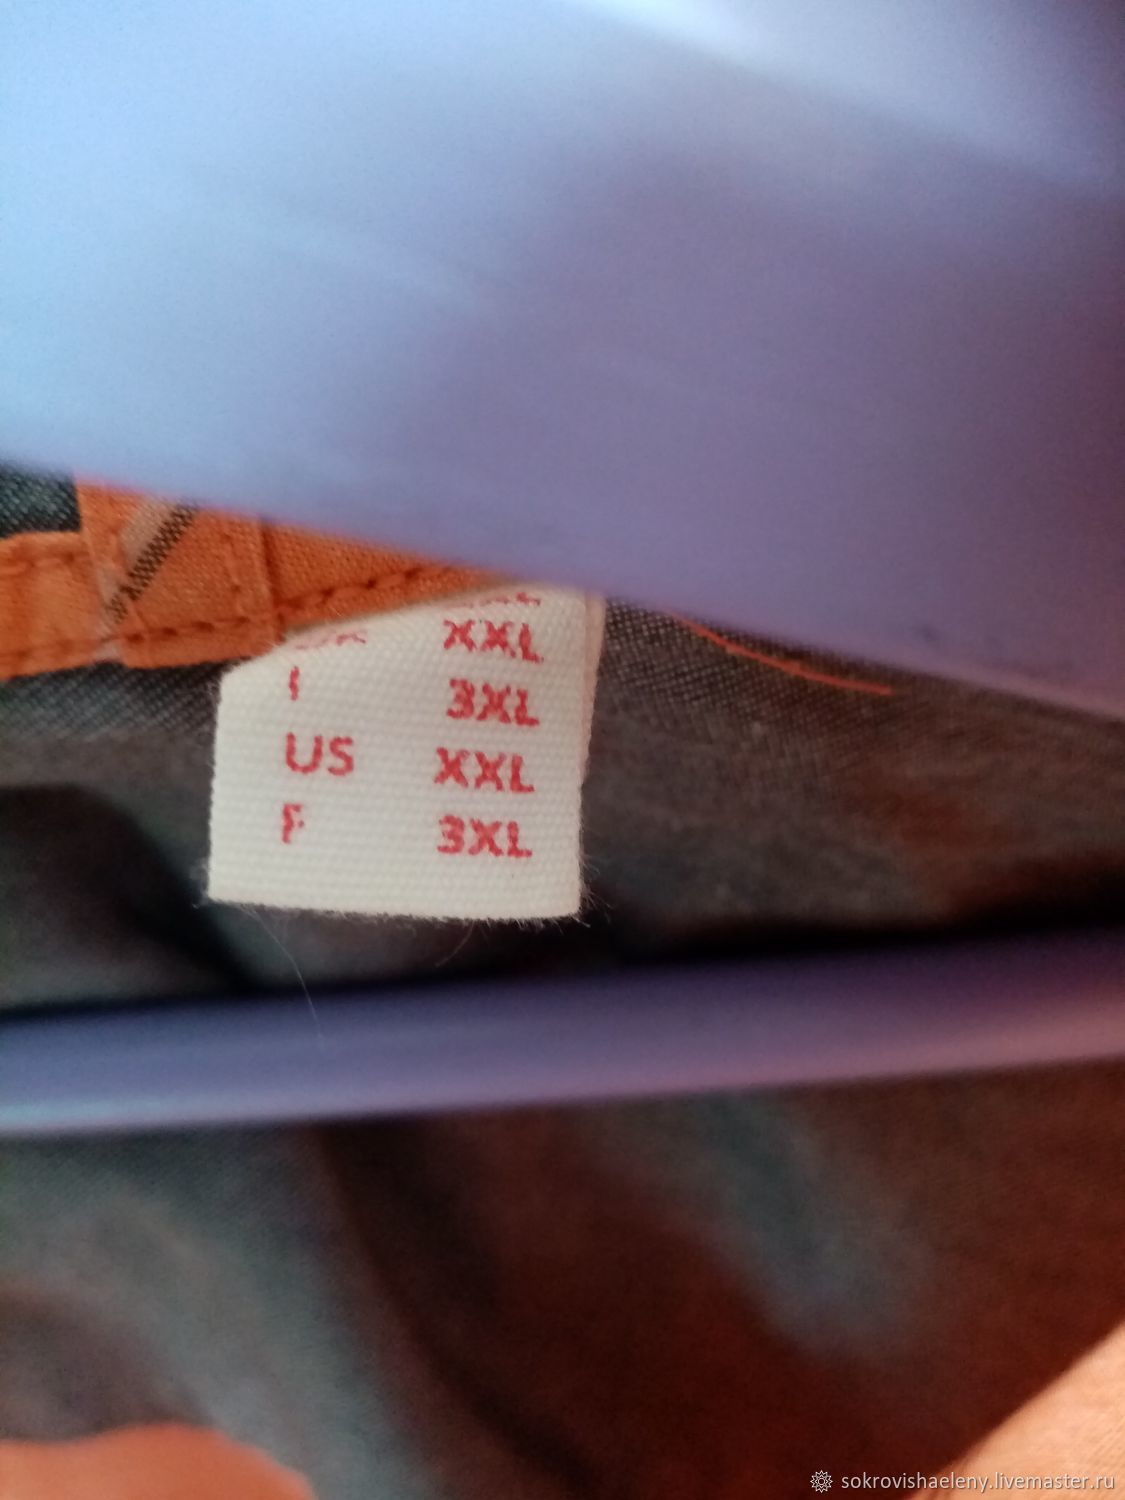 XXL
I 3XL
US XXL
F 3XL
sokrovishaeleny.livemaster.ru